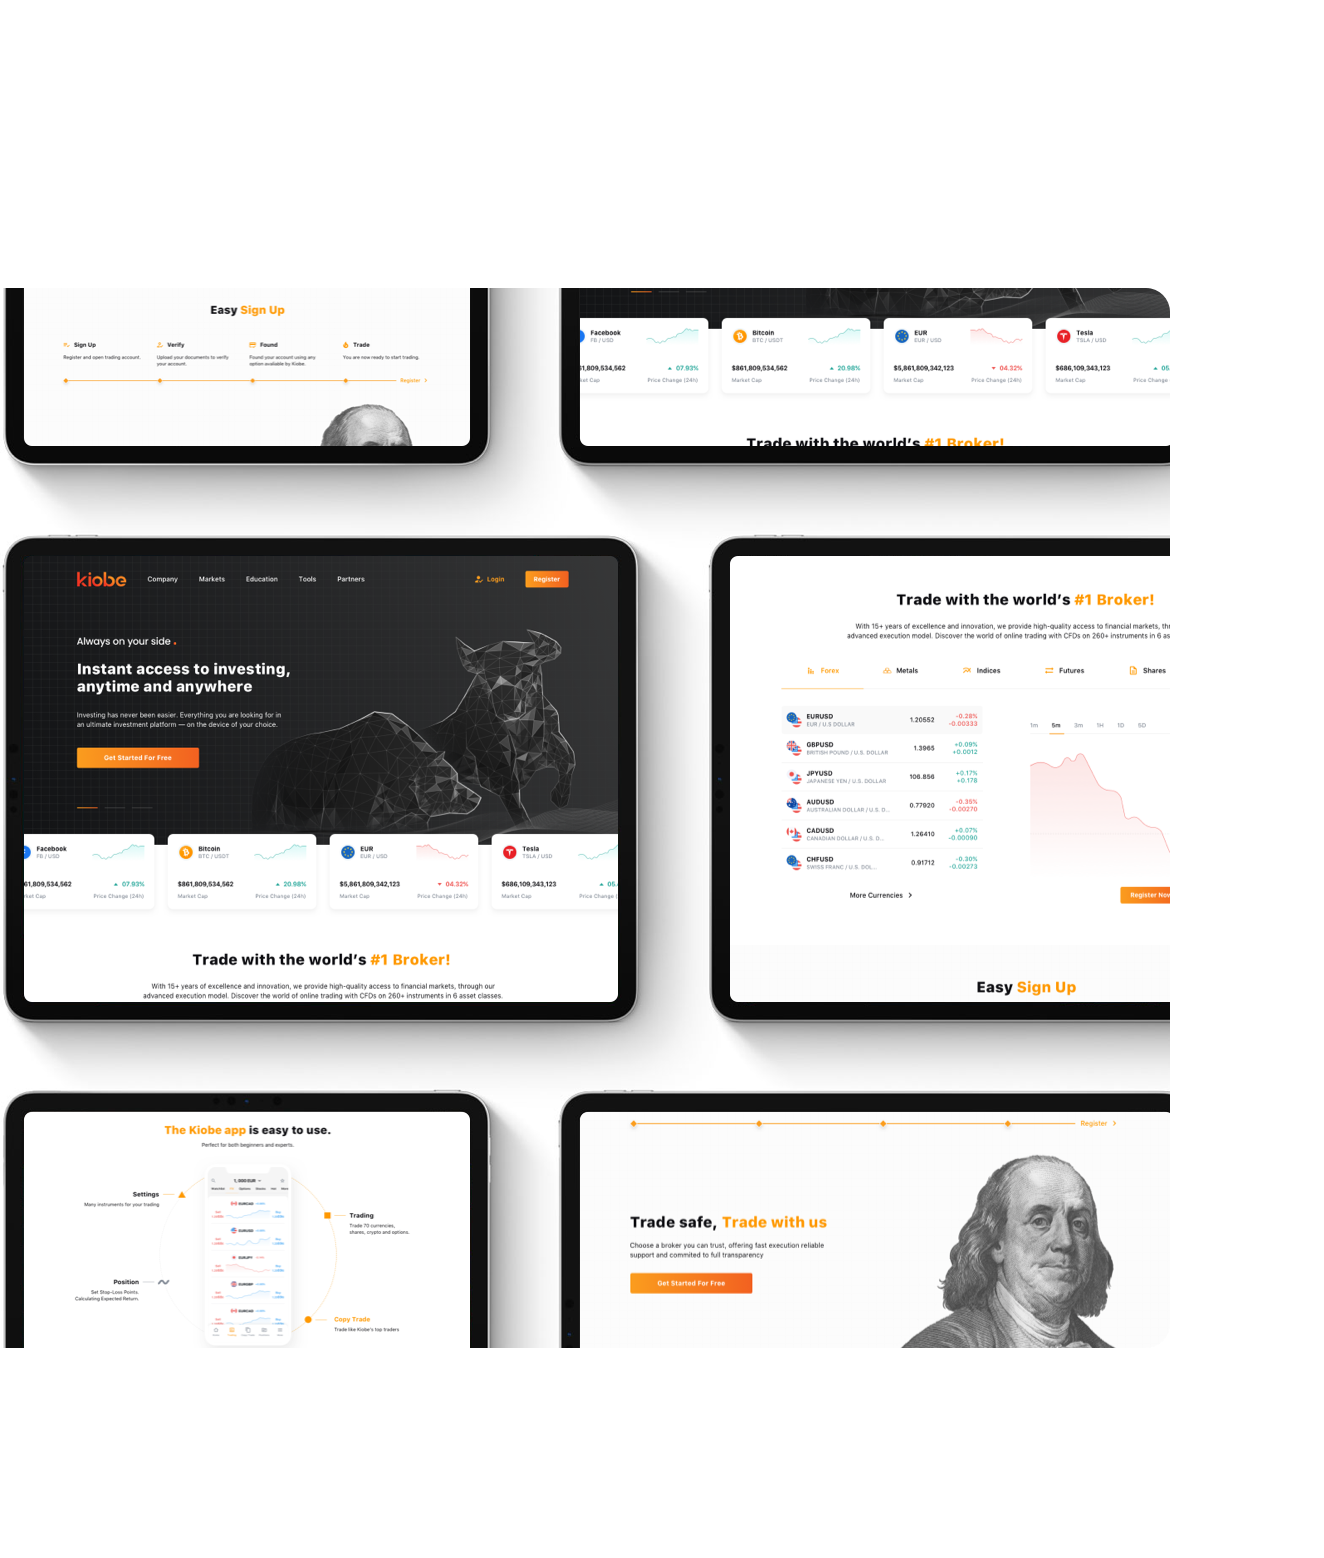 Easy Sign Up
Sign Up
Register and open trading account.
Verify
Upload your documents to verify
your account.
Found
Found your account using any
option available by Kiobe.
Trade
You are now ready to start trading.
Register
Facebook
FB / USD
61,809,534,562
07.93%
ket Cap
Price Change (24h)
Bitcoin
BTC / USDT
$861,809,534,562
20.98%
Market Cap
Price Change (24h)
EUR
EUR / USD
$5,861,809,342,123
04.32%
Market Cap
Price Change (24h)
Tesla
TSLA / USD
$686,109,343,123
05.
Market Cap
Price Change
Trade with the world's #1 Broker!
kiobe
Company
Markets
Education
Tools
Partners
Login
Register
Always on your side .
Instant access to investing,
anytime and anywhere
Investing has never been easier. Everything you are looking for in
an ultimate investment platform — on the device of your choice.
Get Started For Free
Facebook
FB / USD
61,809,534,562
07.93%
rket Cap
Price Change (24h)
Bitcoin
BTC / USDT
$861,809,534,562
20.98%
Market Cap
Price Change (24h)
EUR
EUR / USD
$5,861,809,342,123
04.32%
Market Cap
Price Change (24h)
Tesla
TSLA / USD
$686,109,343,123
05.
Market Cap
Price Change (24h
Trade with the world's #1 Broker!
With 15+ years of excellence and innovation, we provide high-quality access to financial markets, through our
advanced execution model. Discover the world of online trading with CFDs on 260+ instruments in 6 asset classes.
Trade with the world's #1 Broker!
With 15+ years of excellence and innovation, we provide high-quality access to financial markets, thr
advanced execution model. Discover the world of online trading with CFDs on 260+ instruments in 6 as
Forex
Metals
Indices
Futures
Shares
EURUSD
EUR / U.S DOLLAR
1.20552
-0.28%
-0.00333
GBPUSD
BRITISH POUND / U.S. DOLLAR
1.3965
+0.09%
+0.0012
JPYUSD
JAPANESE YEN / U.S. DOLLAR
106.856
+0.17%
+0.178
AUDUSD
AUSTRALIAN DOLLAR / U.S. D...
0.77920
-0.35%
-0.00270
CADUSD
CANADIAN DOLLAR / U.S. D...
1.26410
+0.07%
-0.00090
CHFUSD
SWISS FRANC / U.S. DOL...
0.91712
-0.30%
-0.00273
1m 5m 3m 1H 1D 5D
More Currencies
Register Now
Easy Sign Up
The Kiobe app is easy to use.
Perfect for both beginners and experts.
Settings
Many instruments for your trading
Trading
Trade 70 currencies,
shares, crypto and options.
Position
Set Stop-Loss Points.
Calculating Expected Return.
Copy Trade
Trade like Kiobe's top traders
Register
Trade safe, Trade with us
Choose a broker you can trust, offering fast execution reliable
support and commited to full transparency
Get Started For Free